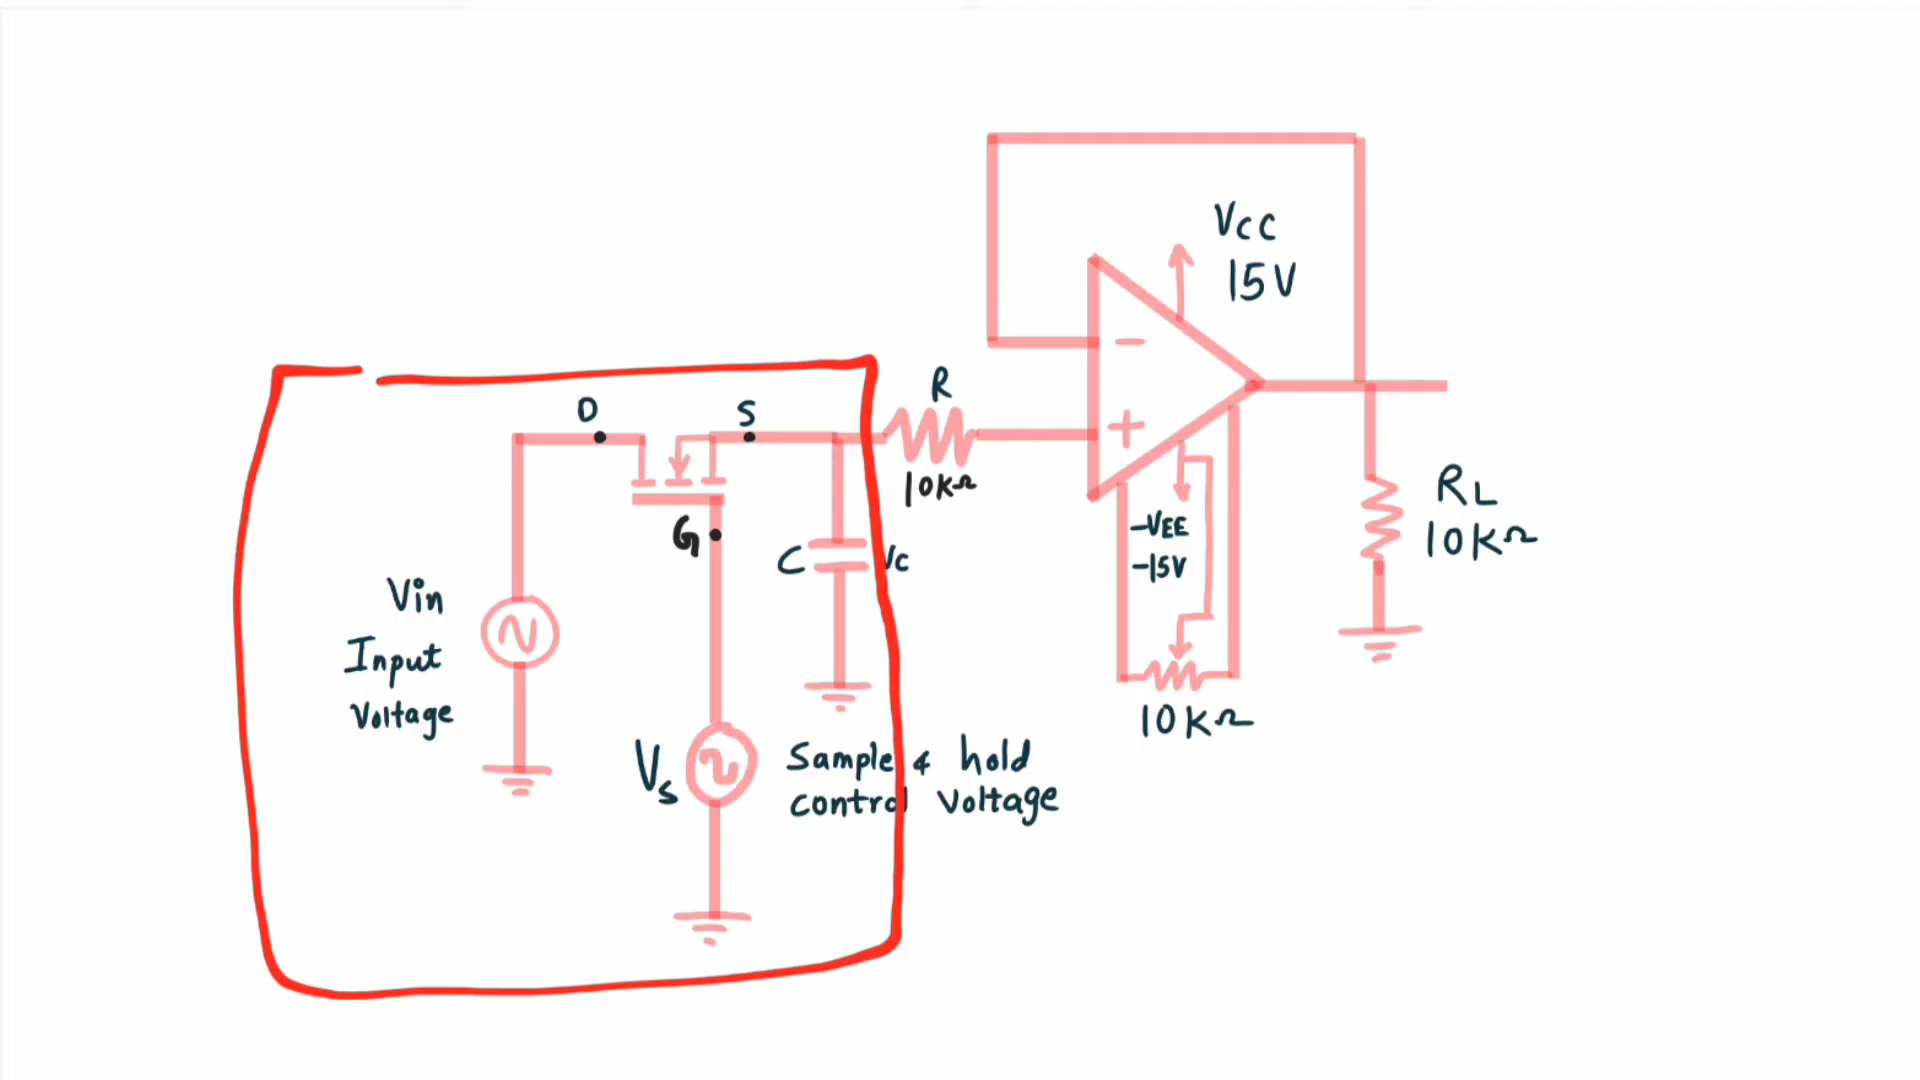 Vcc
15V
−
+
R
10KΩ
D
S
G
C
Vc
-VEE
-15V
RL
10KΩ
Vin
Input
Voltage
10KΩ
Vs
Sample & hold
control voltage